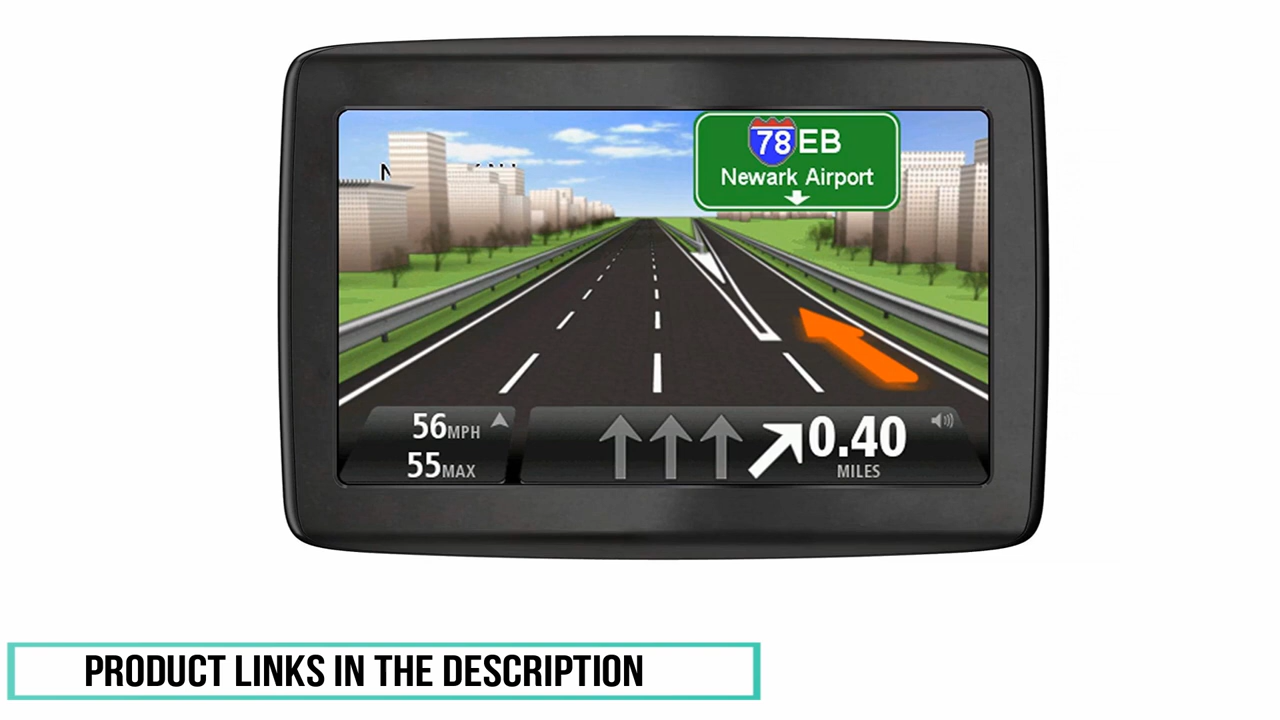 78 EB
Newark Airport
56MPH
55MAX
0.40
MILES
PRODUCT LINKS IN THE DESCRIPTION